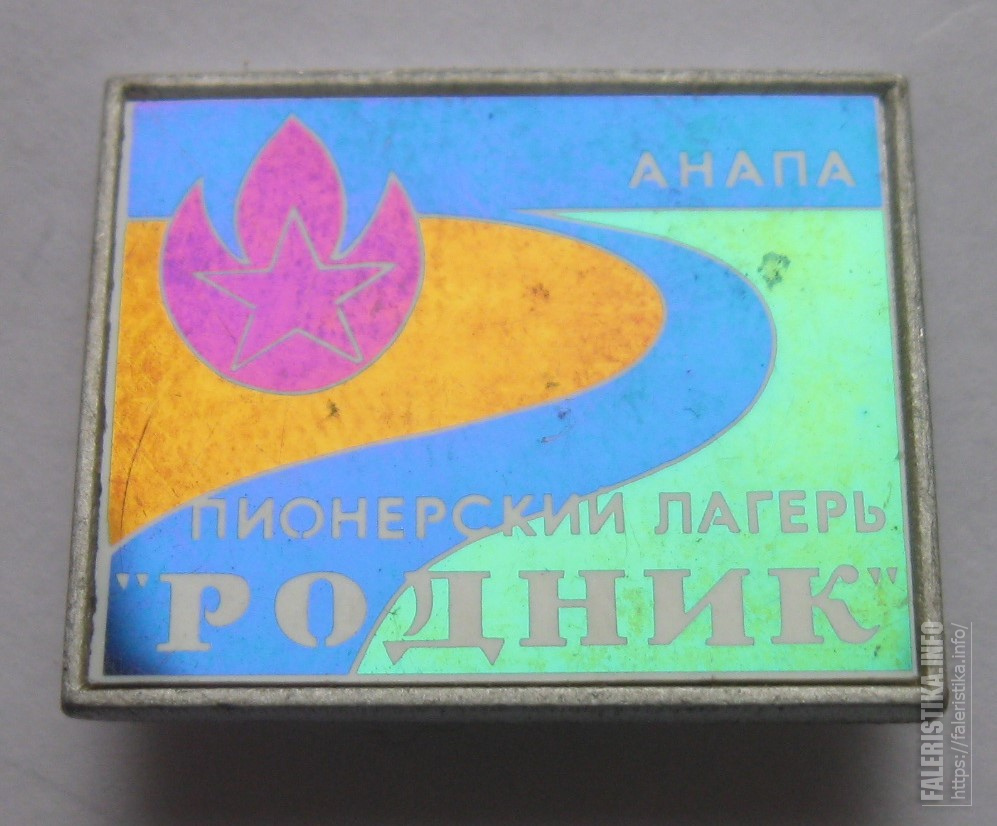 АНАПА
ПИОНЕРСКИЙ ЛАГЕРЬ
"РОДНИК"
FALERISTIKA.INFO
https://faleristika.info/